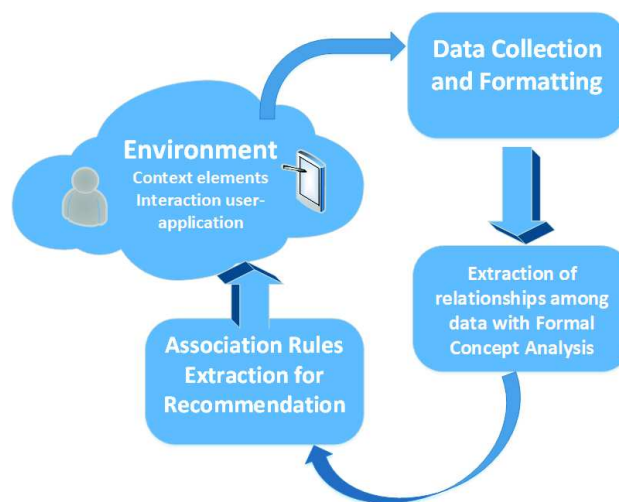 Data Collection
and Formatting
Environment
Context elements
Interaction user-
application
Extraction of
relationships among
data with Formal
Concept Analysis
Association Rules
Extraction for
Recommendation